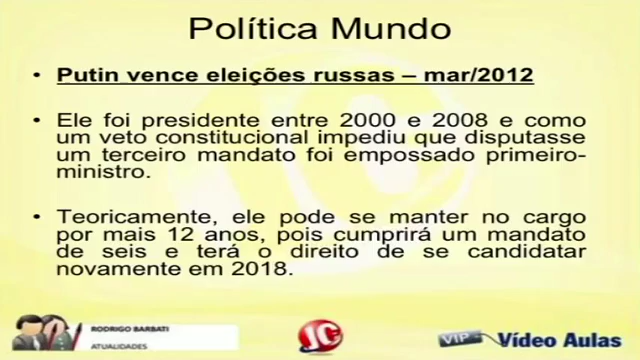 Política Mundo
• Putin vence eleições russas – mar/2012
• Ele foi presidente entre 2000 e 2008 e como
um veto constitucional impediu que disputasse
um terceiro mandato foi empossado primeiro-
ministro.
• Teoricamente, ele pode se manter no cargo
por mais 12 anos, pois cumprirá um mandato
de seis e terá o direito de se candidatar
novamente em 2018.
RODRIGO BARBATI
ATUALIDADES
JC
VIP Vídeo Aulas